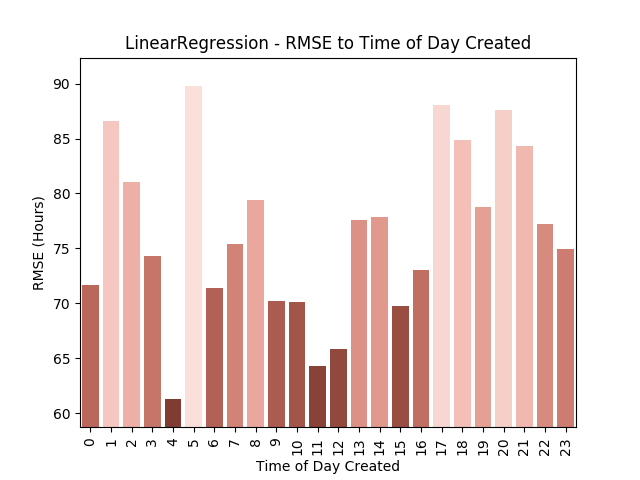 LinearRegression - RMSE to Time of Day Created
RMSE (Hours)
90
85
80
75
70
65
60
0 1 2 3 4 5 6 7 8 9 10 11 12 13 14 15 16 17 18 19 20 21 22 23
Time of Day Created